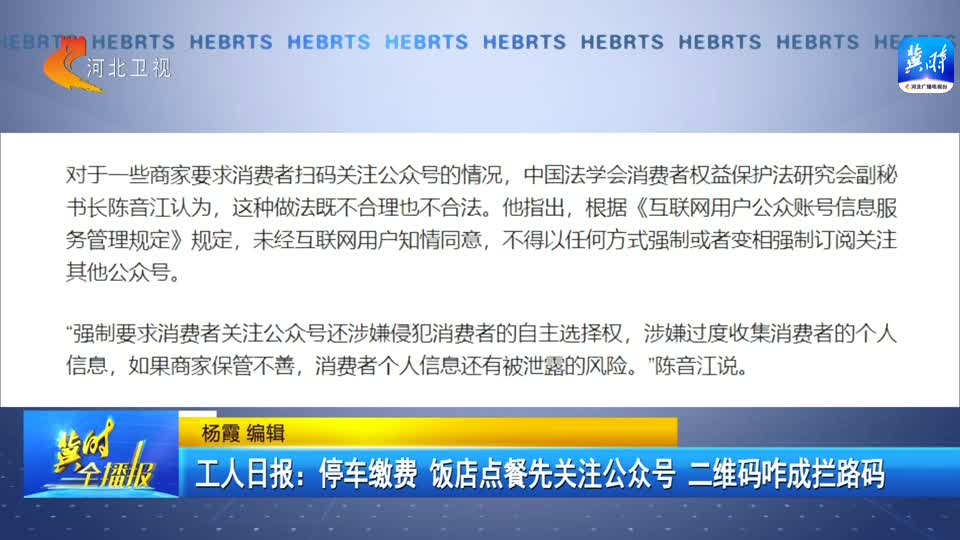 HEBRTS HEBRTS HEBRTS HEBRTS HEBRTS HEBRTS HEBRTS HEBRTS HEBRTS HE
河北卫视
冀时
河北广播电视台
对于一些商家要求消费者扫码关注公众号的情况，中国法学会消费者权益保护法研究会副秘
书长陈音江认为，这种做法既不合理也不合法。他指出，根据《互联网用户公众账号信息服
务管理规定》规定，未经互联网用户知情同意，不得以任何方式强制或者变相强制订阅关注
其他公众号。
“强制要求消费者关注公众号还涉嫌侵犯消费者的自主选择权，涉嫌过度收集消费者的个人
信息，如果商家保管不善，消费者个人信息还有被泄露的风险。”陈音江说。
冀时
全播报
杨霞 编辑
工人日报：停车缴费 饭店点餐先关注公众号 二维码咋成拦路码